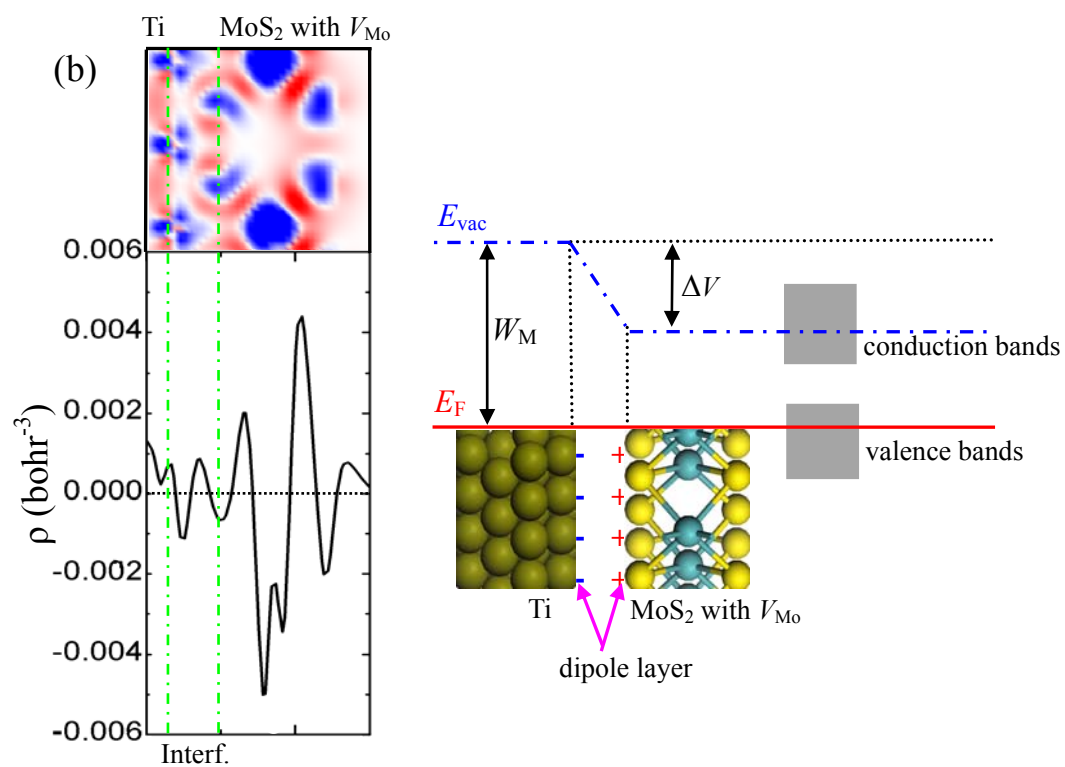 Ti MoS2 with VMo
(b)
0.006
0.004
0.002
0.000
-0.002
-0.004
-0.006
ρ (bohr-3)
Interf.
Evac
ΔV
WM
conduction bands
EF
valence bands
- +
- +
- +
- +
Ti MoS2 with VMo
dipole layer